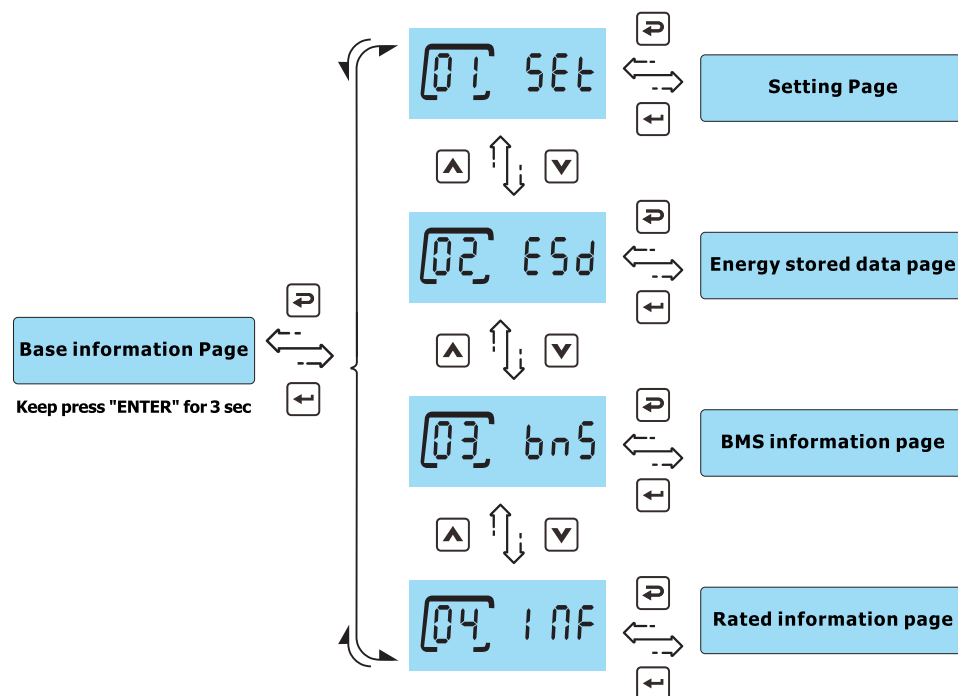 01 SEt
Setting Page
02 ESd
Energy stored data page
Base information Page
Keep press "ENTER" for 3 sec
03 bnS
BMS information page
04 INF
Rated information page